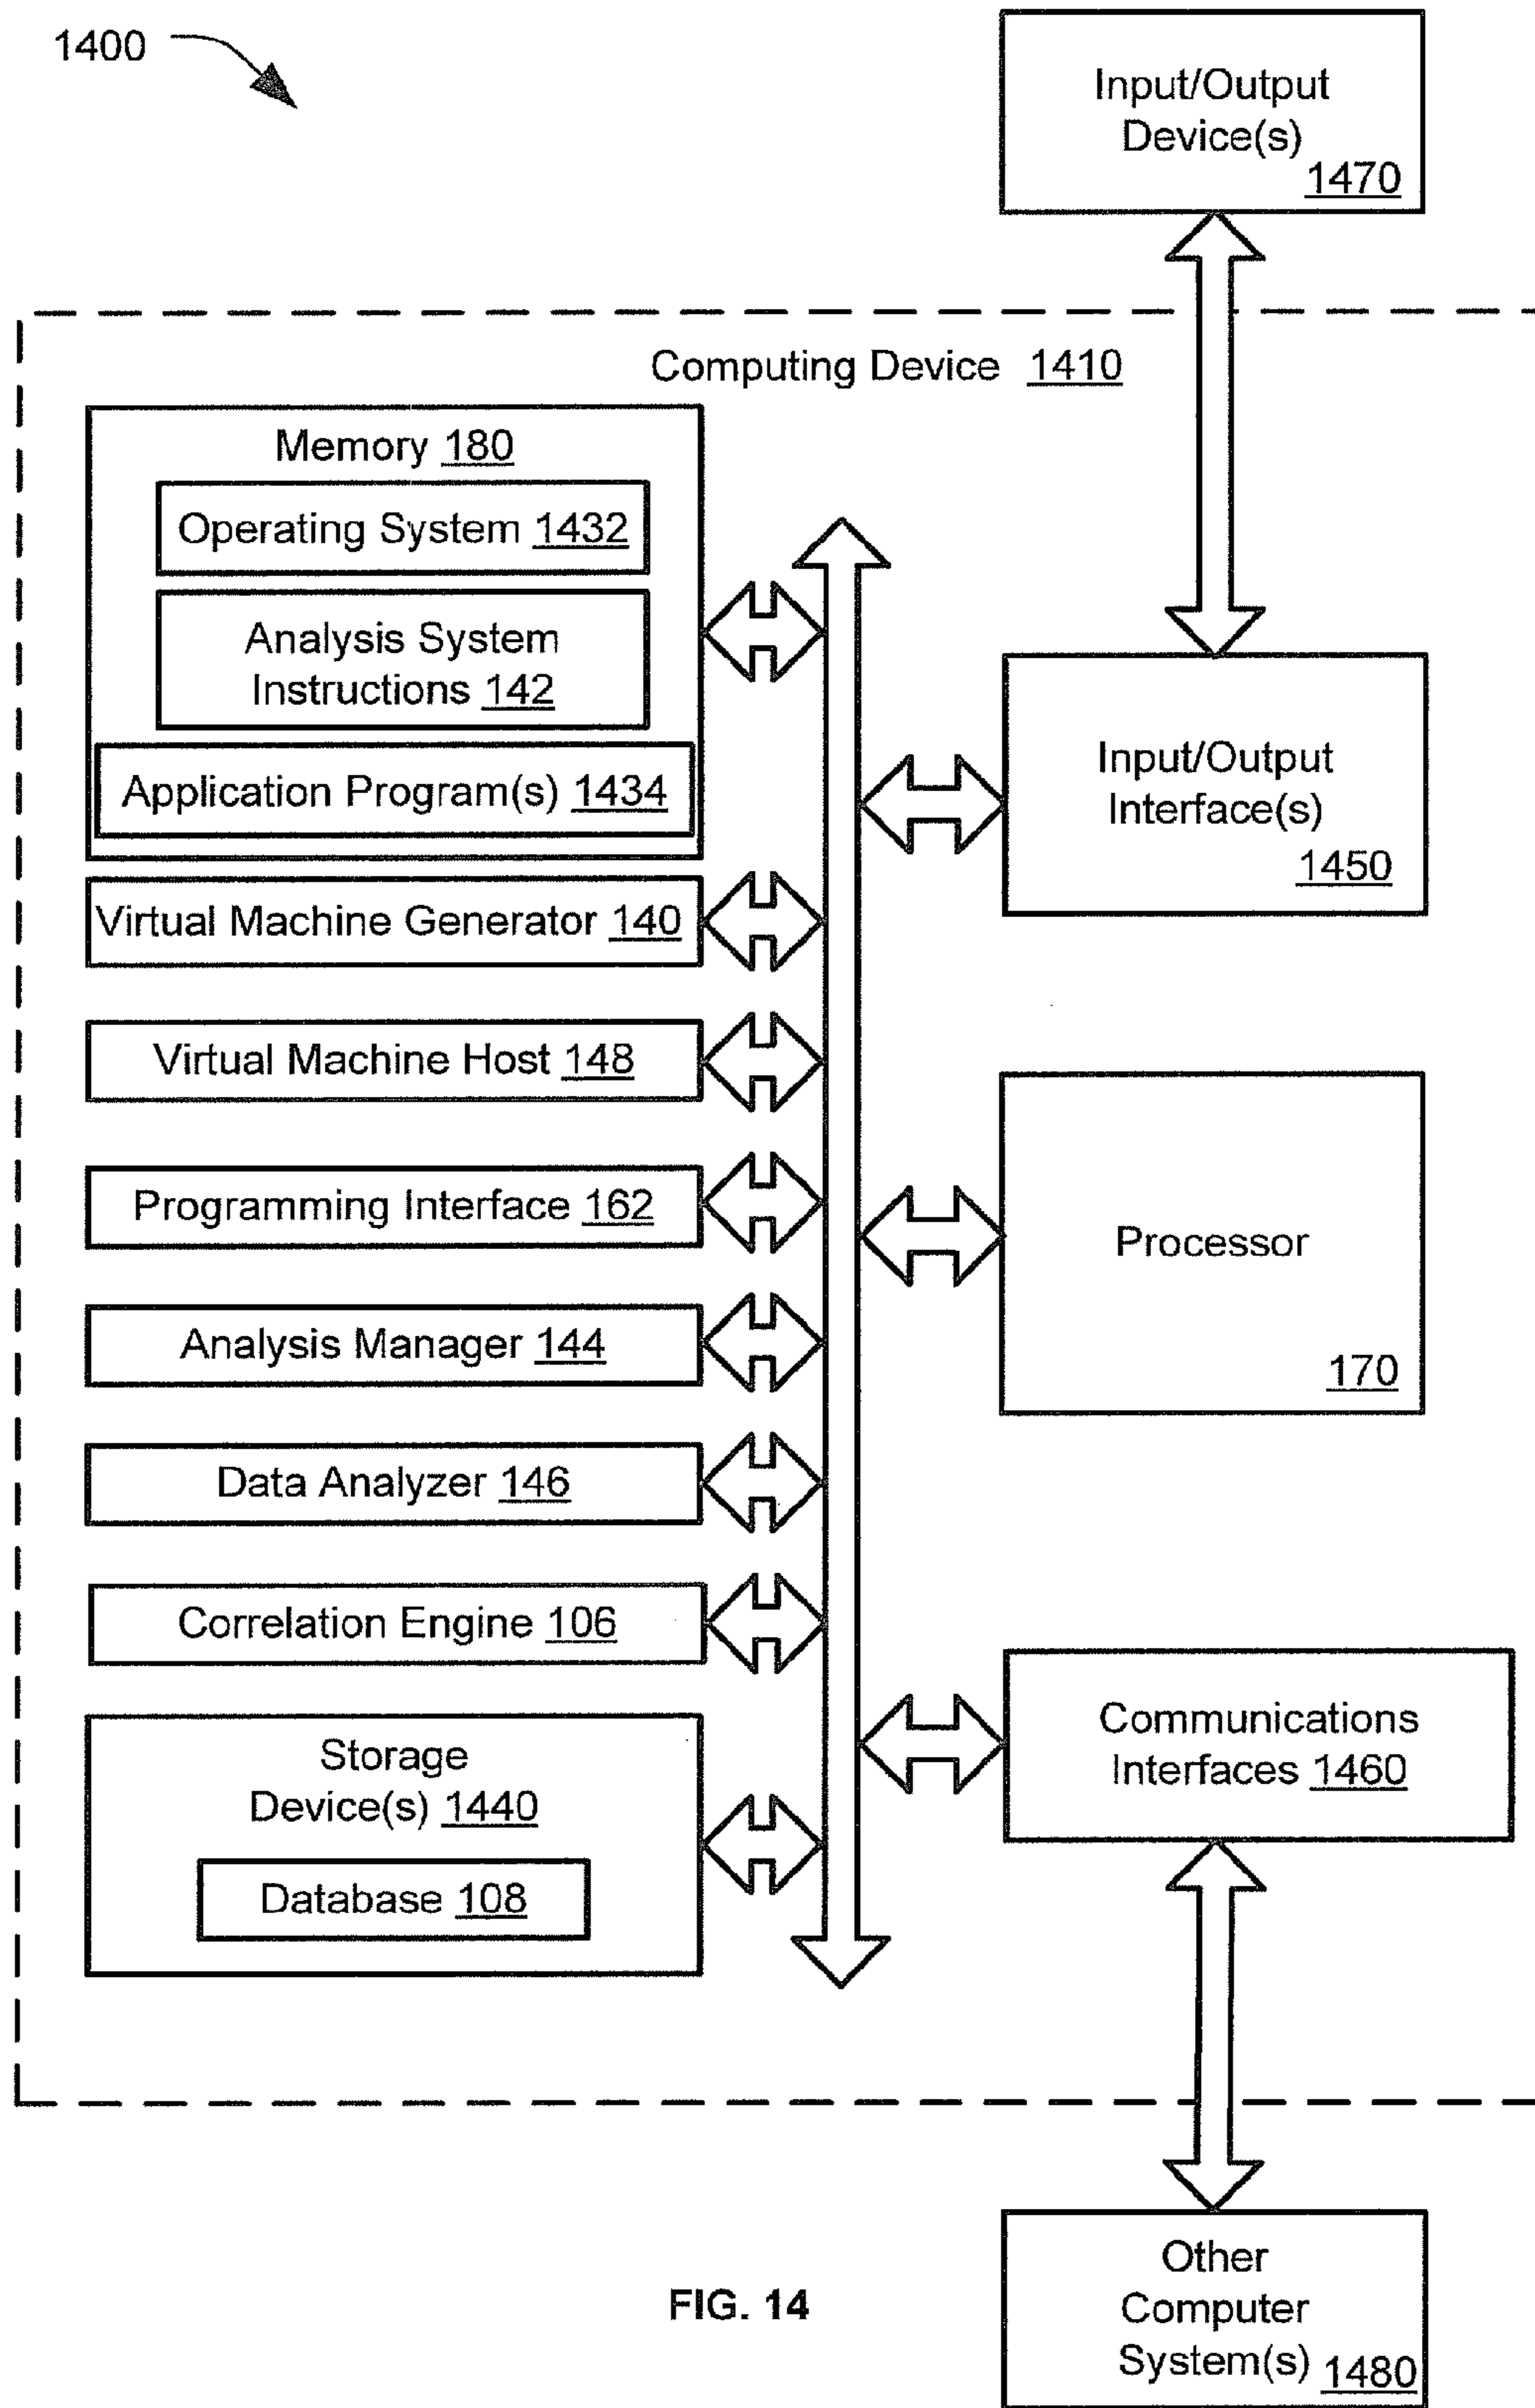 1400
Input/Output
Device(s)
1470
Computing Device 1410
Memory 180
Operating System 1432
Analysis System
Instructions 142
Application Program(s) 1434
Virtual Machine Generator 140
Virtual Machine Host 148
Programming Interface 162
Analysis Manager 144
Data Analyzer 146
Correlation Engine 106
Storage
Device(s) 1440
Database 108
Input/Output
Interface(s)
1450
Processor
170
Communications
Interfaces 1460
Other
Computer
System(s) 1480
FIG. 14